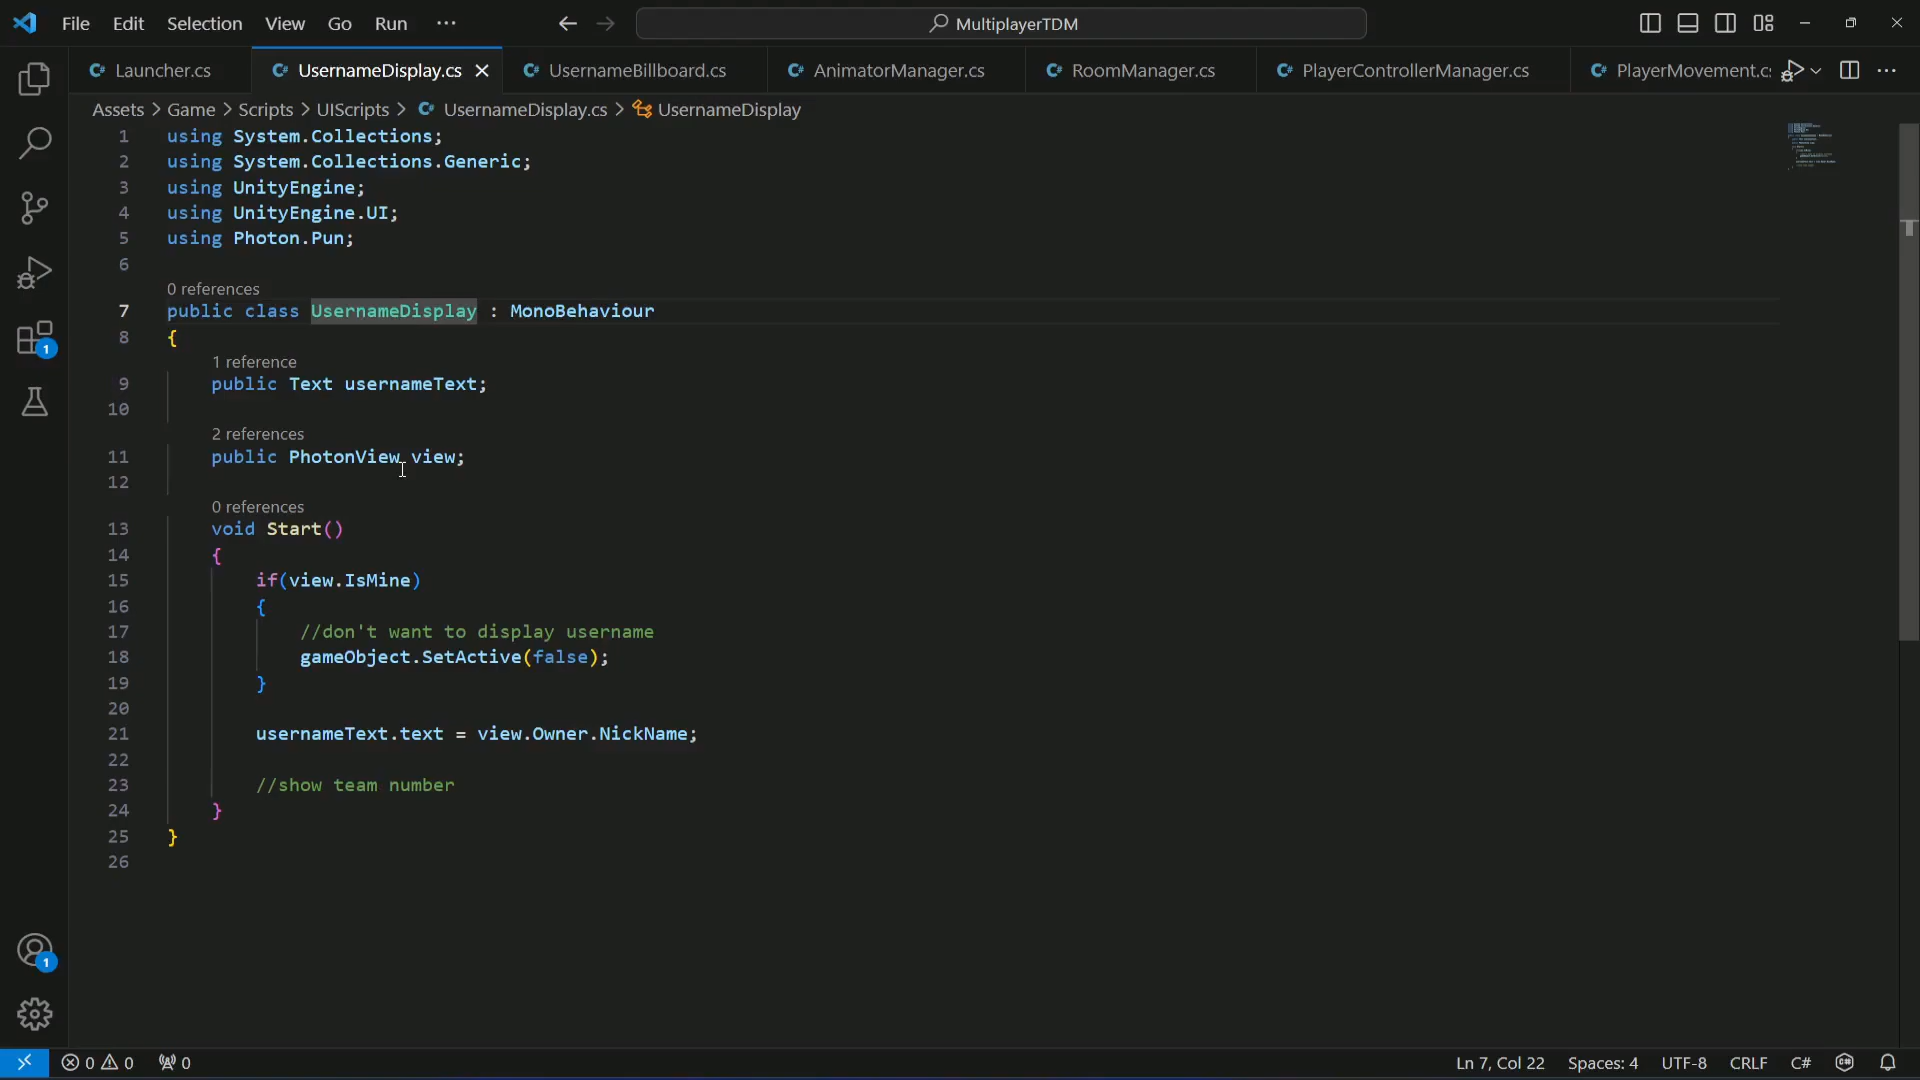 File Edit Selection View Go Run ··· MultiplayerTDM
Launcher.cs UsernameDisplay.cs UsernameBillboard.cs AnimatorManager.cs RoomManager.cs PlayerControllerManager.cs PlayerMovement.cs
Assets > Game > Scripts > UIScripts > UsernameDisplay.cs > UsernameDisplay
1 using System.Collections;
2 using System.Collections.Generic;
3 using UnityEngine;
4 using UnityEngine.UI;
5 using Photon.Pun;
6
0 references
7 public class UsernameDisplay : MonoBehaviour
8 {
1 reference
9 public Text usernameText;
10
2 references
11 public PhotonView view;
12
0 references
13 void Start()
14 {
15 if(view.IsMine)
16 {
17 //don't want to display username
18 gameObject.SetActive(false);
19 }
20
21 usernameText.text = view.Owner.NickName;
22
23 //show team number
24 }
25 }
26
1
1
0 0 0 Ln 7, Col 22 Spaces: 4 UTF-8 CRLF C#